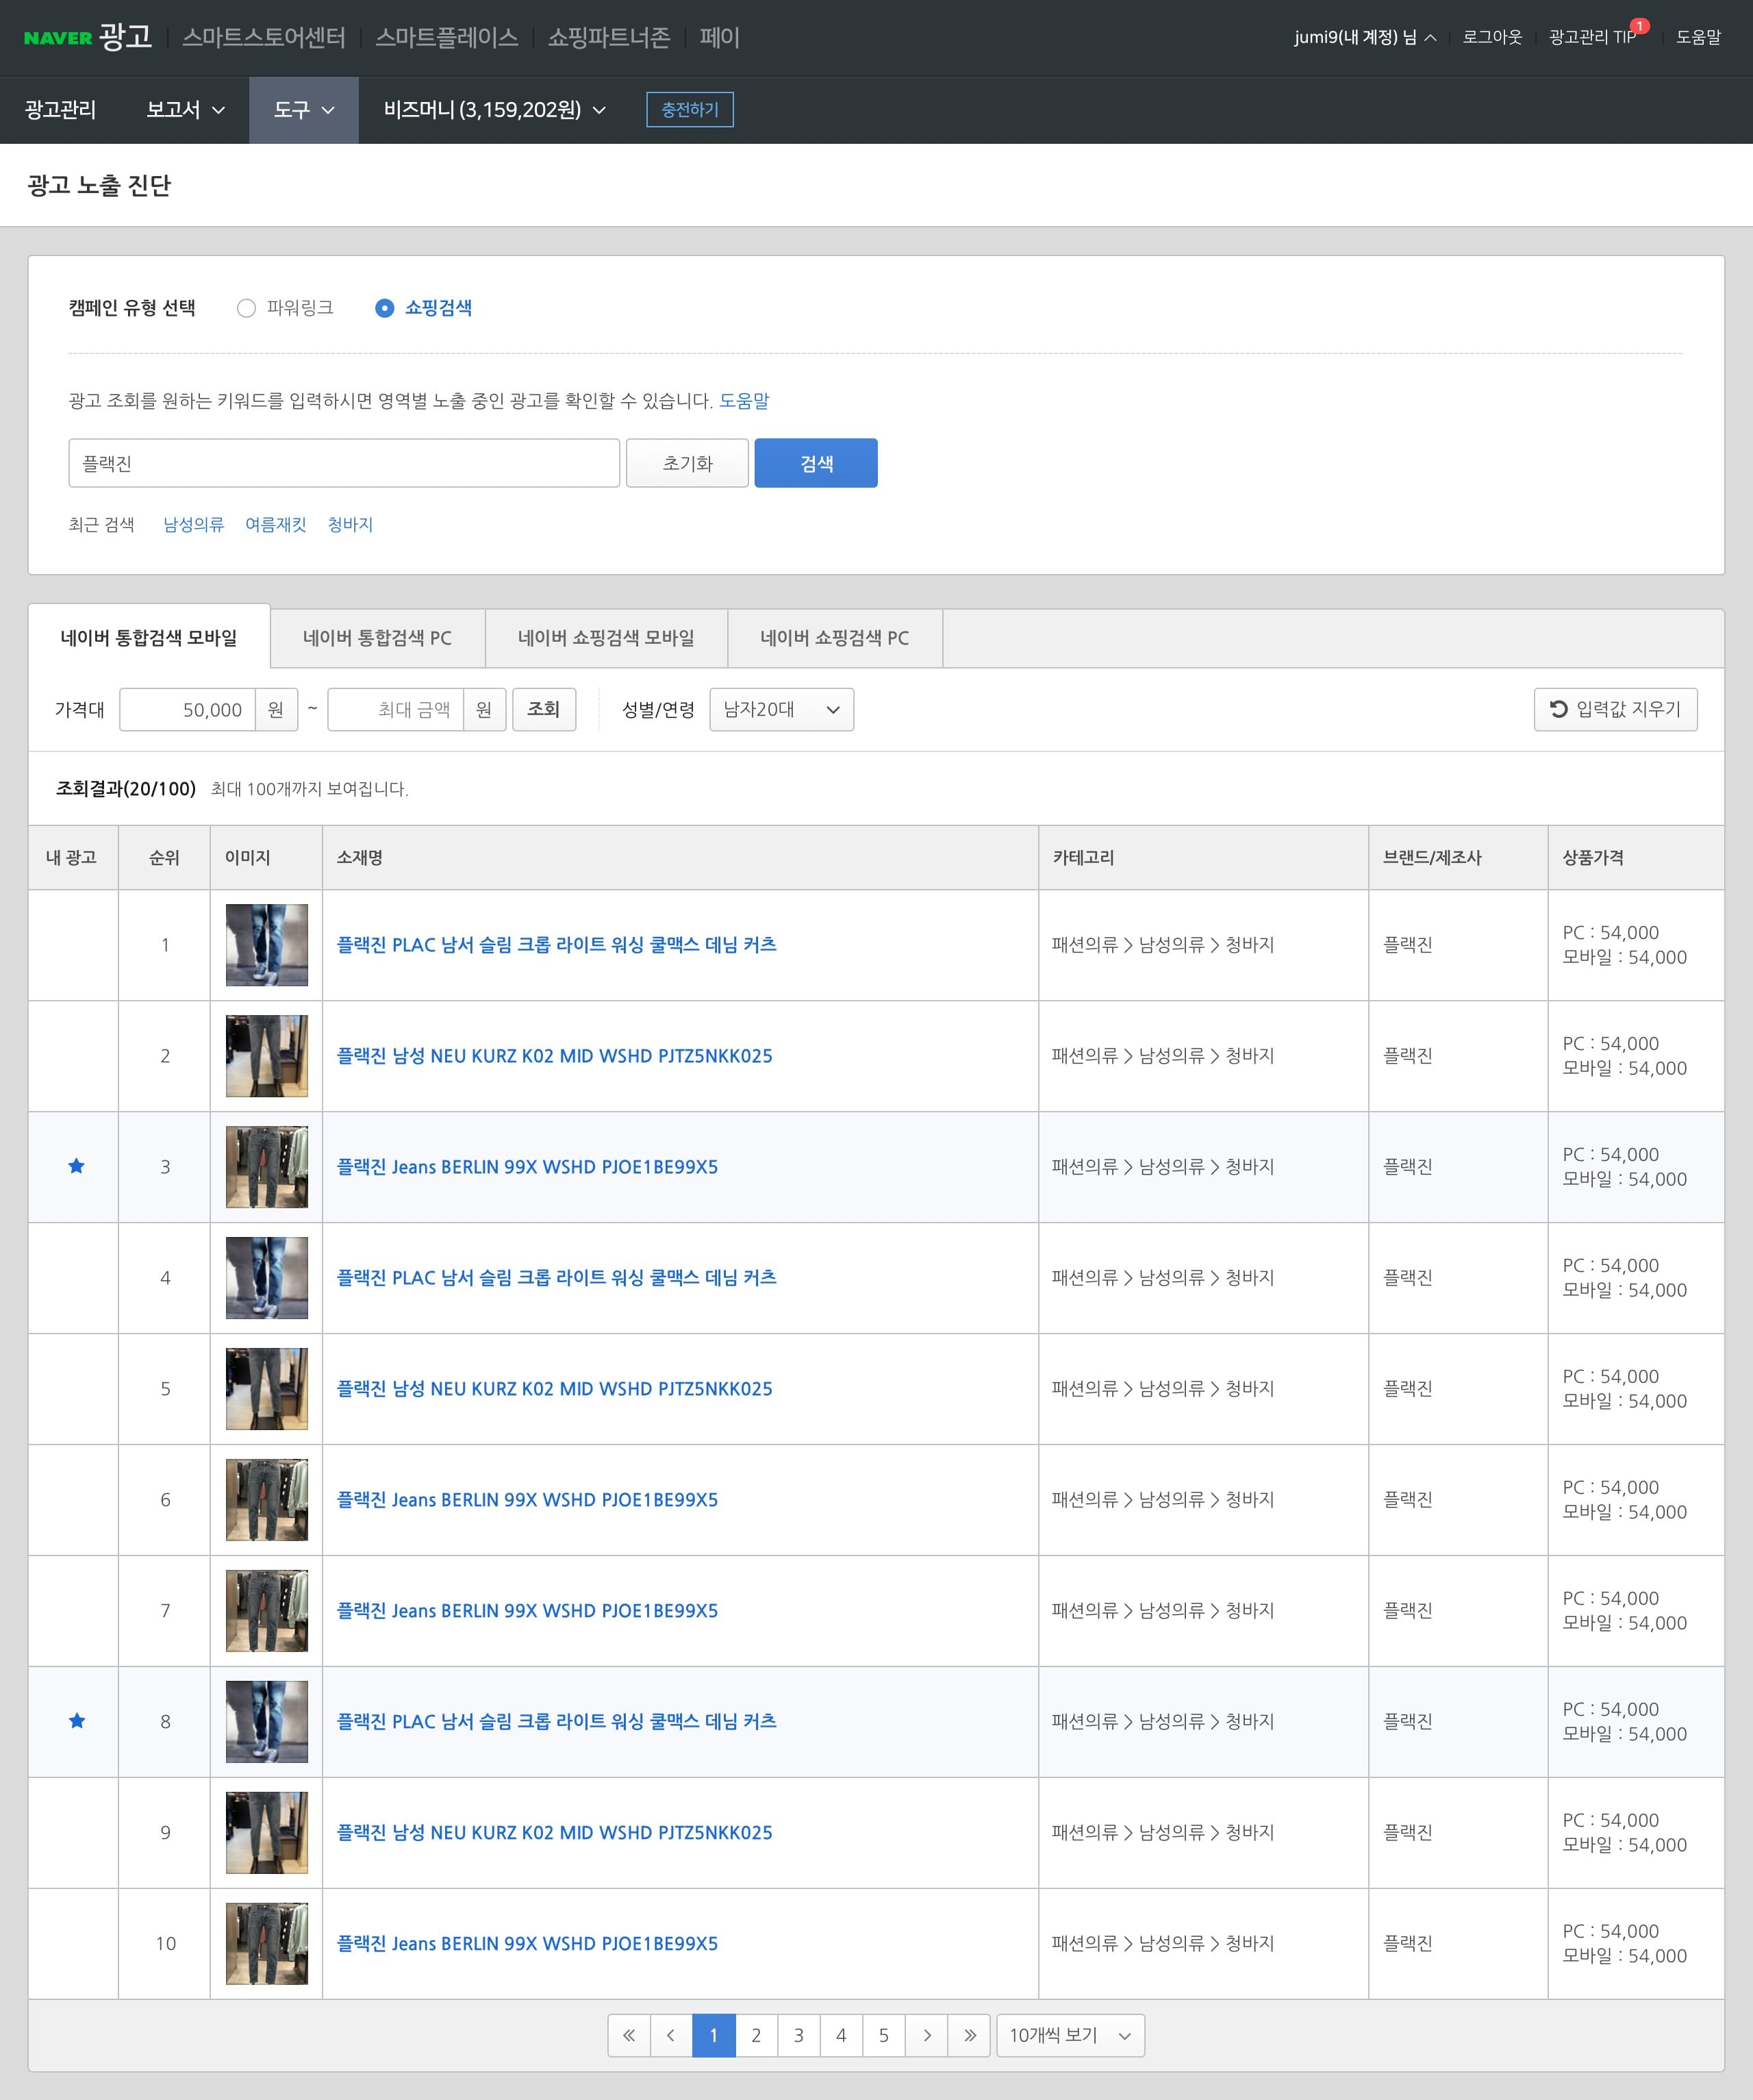 NAVER 광고 스마트스토어센터 스마트플레이스 쇼핑파트너존 페이 jumi9(내 계정) 님 로그아웃 광고관리 TIP 1 도움말
광고관리 보고서 도구 비즈머니 (3,159,202원) 충전하기
광고 노출 진단
캠페인 유형 선택 파워링크 쇼핑검색
광고 조회를 원하는 키워드를 입력하시면 영역별 노출 중인 광고를 확인할 수 있습니다. 도움말
플랙진 초기화 검색
최근 검색 남성의류 여름재킷 청바지
네이버 통합검색 모바일 네이버 통합검색 PC 네이버 쇼핑검색 모바일 네이버 쇼핑검색 PC
가격대 50,000 원 ~ 최대 금액 원 조회 성별/연령 남자20대 입력값 지우기
조회결과(20/100) 최대 100개까지 보여집니다.
내 광고 순위 이미지 소재명 카테고리 브랜드/제조사 상품가격
1 플랙진 PLAC 남서 슬림 크롭 라이트 워싱 쿨맥스 데님 커츠 패션의류 > 남성의류 > 청바지 플랙진 PC : 54,000
모바일 : 54,000
2 플랙진 남성 NEU KURZ K02 MID WSHD PJTZ5NKK025 패션의류 > 남성의류 > 청바지 플랙진 PC : 54,000
모바일 : 54,000
★ 3 플랙진 Jeans BERLIN 99X WSHD PJOE1BE99X5 패션의류 > 남성의류 > 청바지 플랙진 PC : 54,000
모바일 : 54,000
4 플랙진 PLAC 남서 슬림 크롭 라이트 워싱 쿨맥스 데님 커츠 패션의류 > 남성의류 > 청바지 플랙진 PC : 54,000
모바일 : 54,000
5 플랙진 남성 NEU KURZ K02 MID WSHD PJTZ5NKK025 패션의류 > 남성의류 > 청바지 플랙진 PC : 54,000
모바일 : 54,000
6 플랙진 Jeans BERLIN 99X WSHD PJOE1BE99X5 패션의류 > 남성의류 > 청바지 플랙진 PC : 54,000
모바일 : 54,000
7 플랙진 Jeans BERLIN 99X WSHD PJOE1BE99X5 패션의류 > 남성의류 > 청바지 플랙진 PC : 54,000
모바일 : 54,000
★ 8 플랙진 PLAC 남서 슬림 크롭 라이트 워싱 쿨맥스 데님 커츠 패션의류 > 남성의류 > 청바지 플랙진 PC : 54,000
모바일 : 54,000
9 플랙진 남성 NEU KURZ K02 MID WSHD PJTZ5NKK025 패션의류 > 남성의류 > 청바지 플랙진 PC : 54,000
모바일 : 54,000
10 플랙진 Jeans BERLIN 99X WSHD PJOE1BE99X5 패션의류 > 남성의류 > 청바지 플랙진 PC : 54,000
모바일 : 54,000
« < 1 2 3 4 5 > » 10개씩 보기